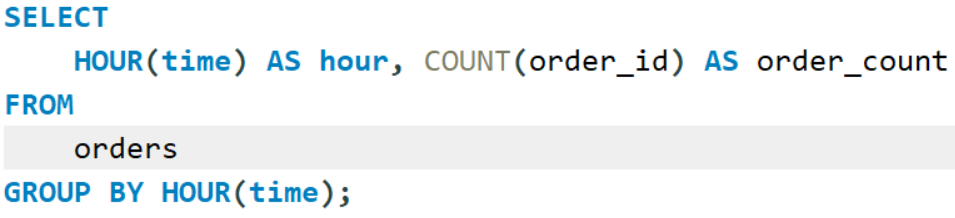 SELECT
HOUR(time) AS hour, COUNT(order_id) AS order_count
FROM
orders
GROUP BY HOUR(time);